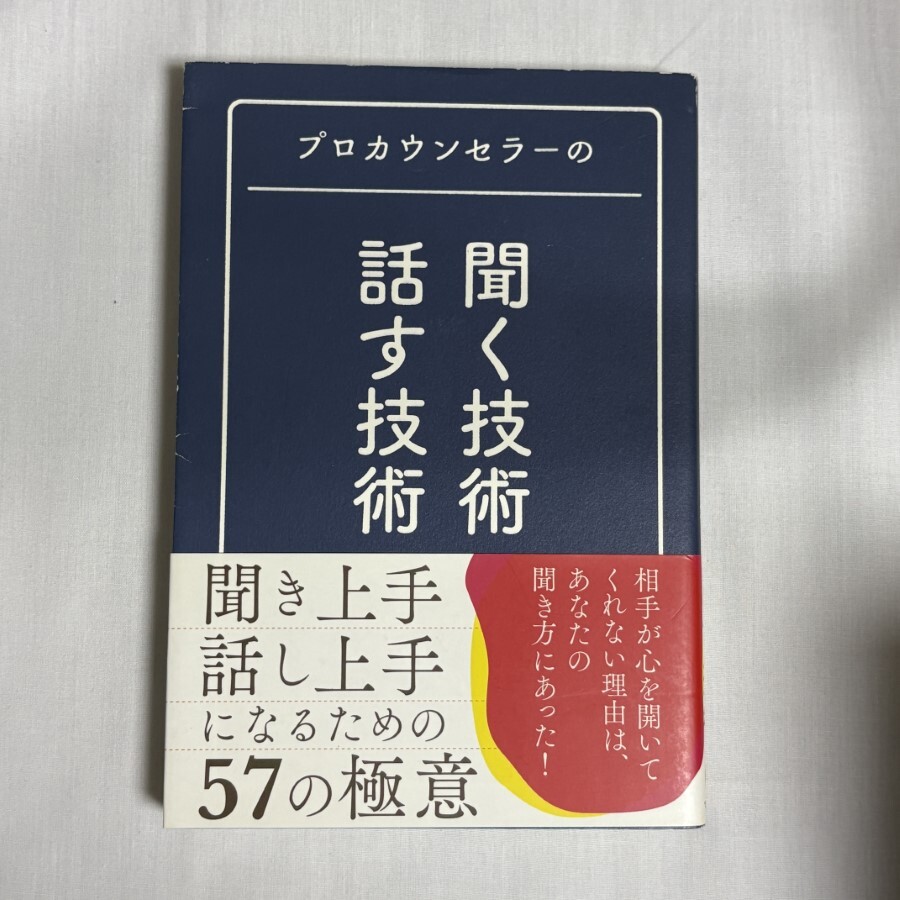 プロカウンセラーの
聞く技術
話す技術
聞き上手
話し上手
になるための
57の極意
相手が心を開いて
くれない理由は、
あなたの
聞き方にあった！